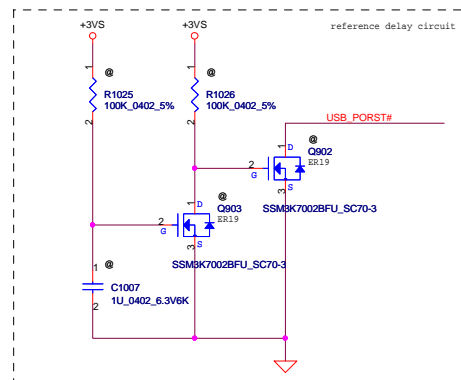 reference delay circuit
+3VS
+3VS
1
@
R1025
100K_0402_5%
2
1
@
R1026
100K_0402_5%
2
USB_PORST#
1
D
@
Q902
ER19
2
G
3
S
SSM3K7002BFU_SC70-3
1
D
@
Q903
ER19
2
G
3
S
SSM3K7002BFU_SC70-3
1
@
C1007
1U_0402_6.3V6K
2